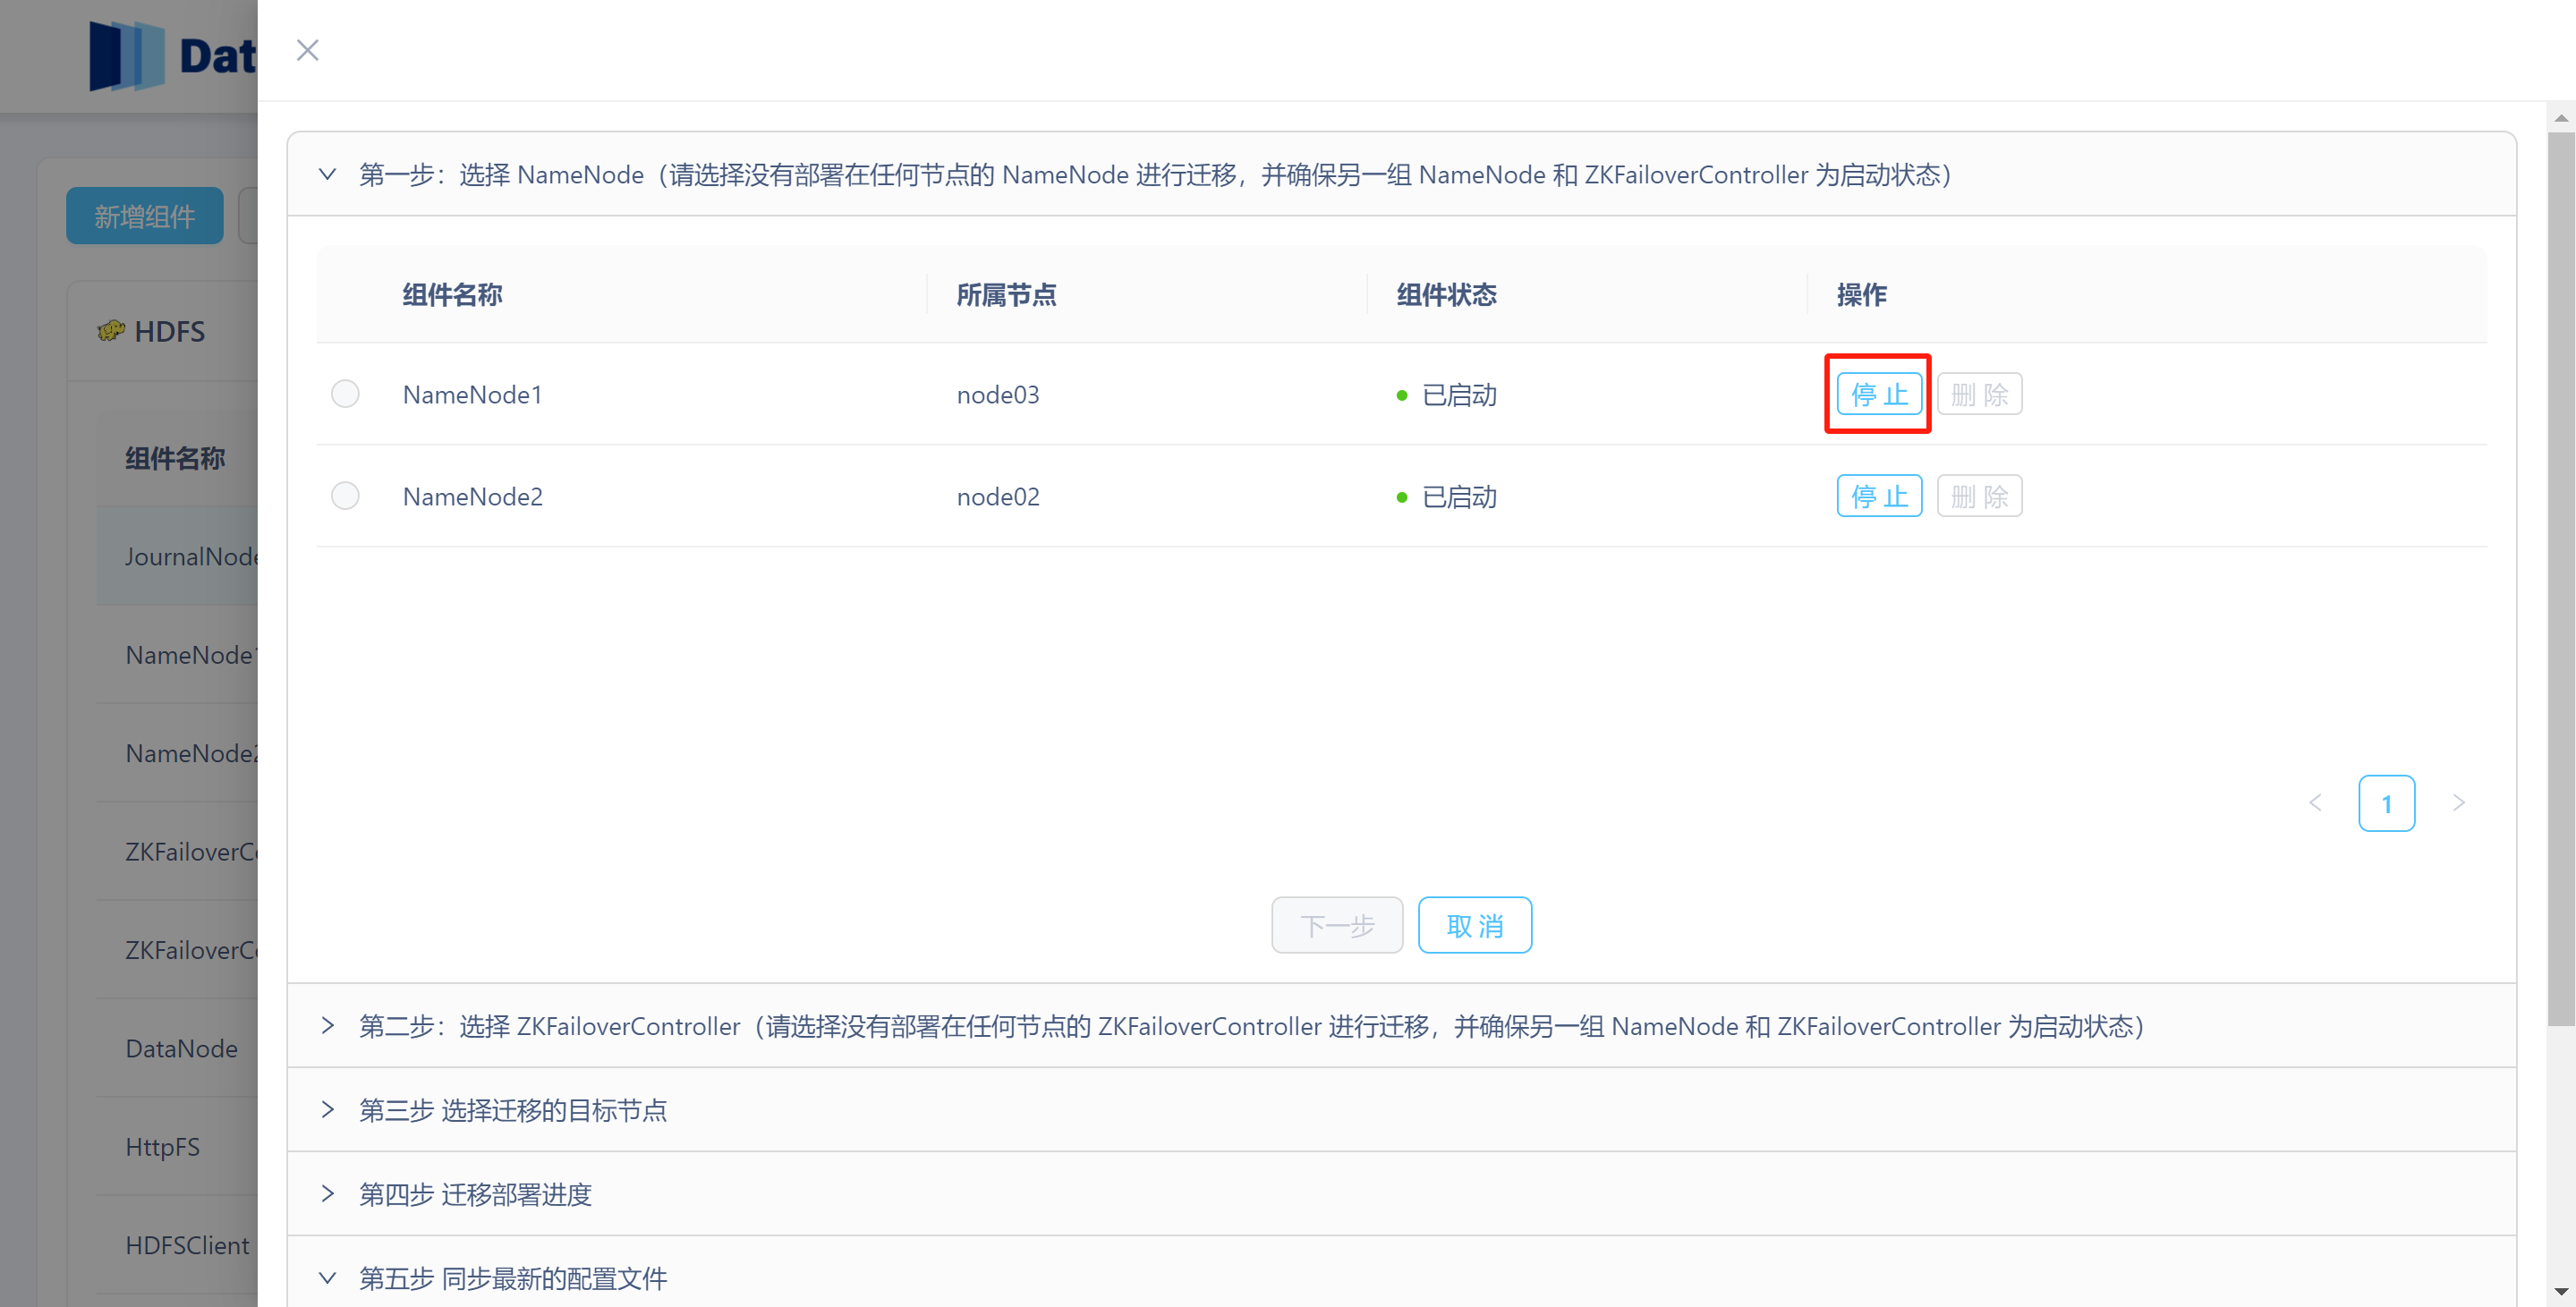 Dat
新增组件
HDFS
组件名称
JournalNode
NameNode1
NameNode2
ZKFailoverCo
ZKFailoverCo
DataNode
HttpFS
HDFSClient
第一步：选择 NameNode（请选择没有部署在任何节点的 NameNode 进行迁移，并确保另一组 NameNode 和 ZKFailoverController 为启动状态）
组件名称 所属节点 组件状态 操作
NameNode1 node03 已启动 停 止 删 除
NameNode2 node02 已启动 停 止 删 除
1
下一步 取 消
第二步：选择 ZKFailoverController（请选择没有部署在任何节点的 ZKFailoverController 进行迁移，并确保另一组 NameNode 和 ZKFailoverController 为启动状态）
第三步 选择迁移的目标节点
第四步 迁移部署进度
第五步 同步最新的配置文件